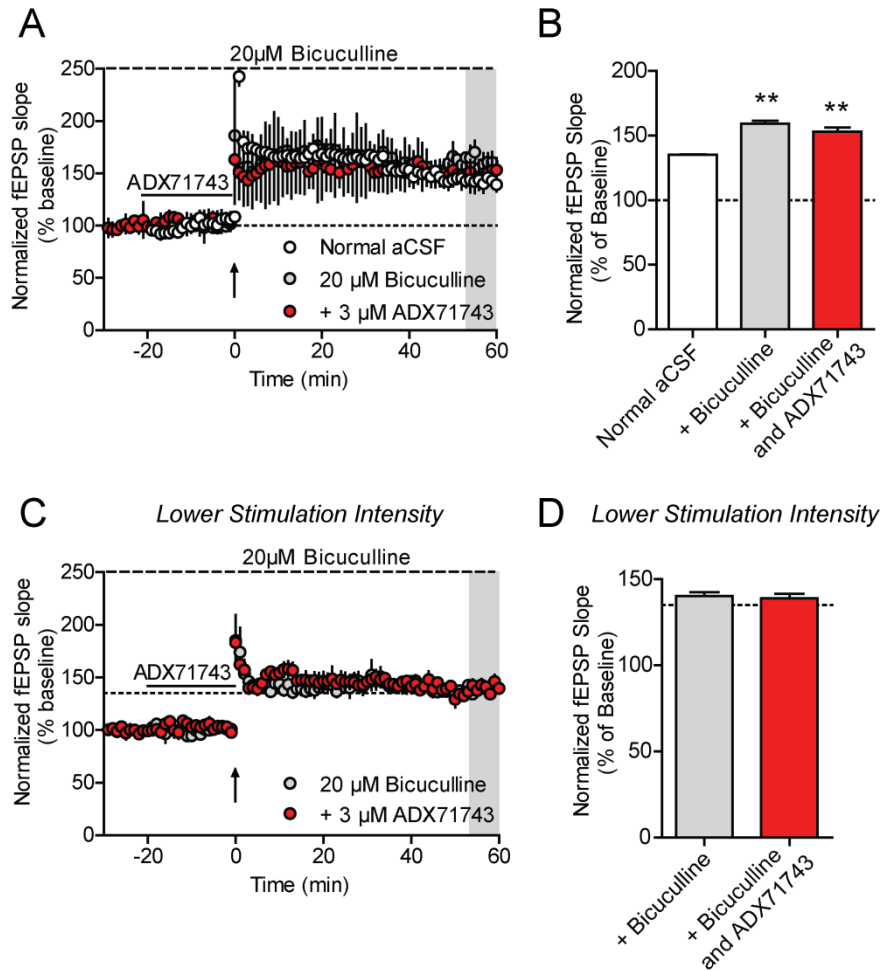 A
20µM Bicuculline
Normalized fEPSP slope
(% baseline)
250
200
150
100
50
0
ADX71743
Normal aCSF
20 µM Bicuculline
+ 3 µM ADX71743
-20
0
20
40
60
Time (min)
B
Normalized fEPSP Slope
(% of Baseline)
200
150
100
50
0
**
**
Normal aCSF
+ Bicuculline
+ Bicuculline
and ADX71743
C
Lower Stimulation Intensity
20µM Bicuculline
Normalized fEPSP slope
(% baseline)
250
200
150
100
50
0
ADX71743
20 µM Bicuculline
+ 3 µM ADX71743
-20
0
20
40
60
Time (min)
D
Lower Stimulation Intensity
Normalized fEPSP Slope
(% of Baseline)
150
100
50
0
+ Bicuculline
+ Bicuculline
and ADX71743